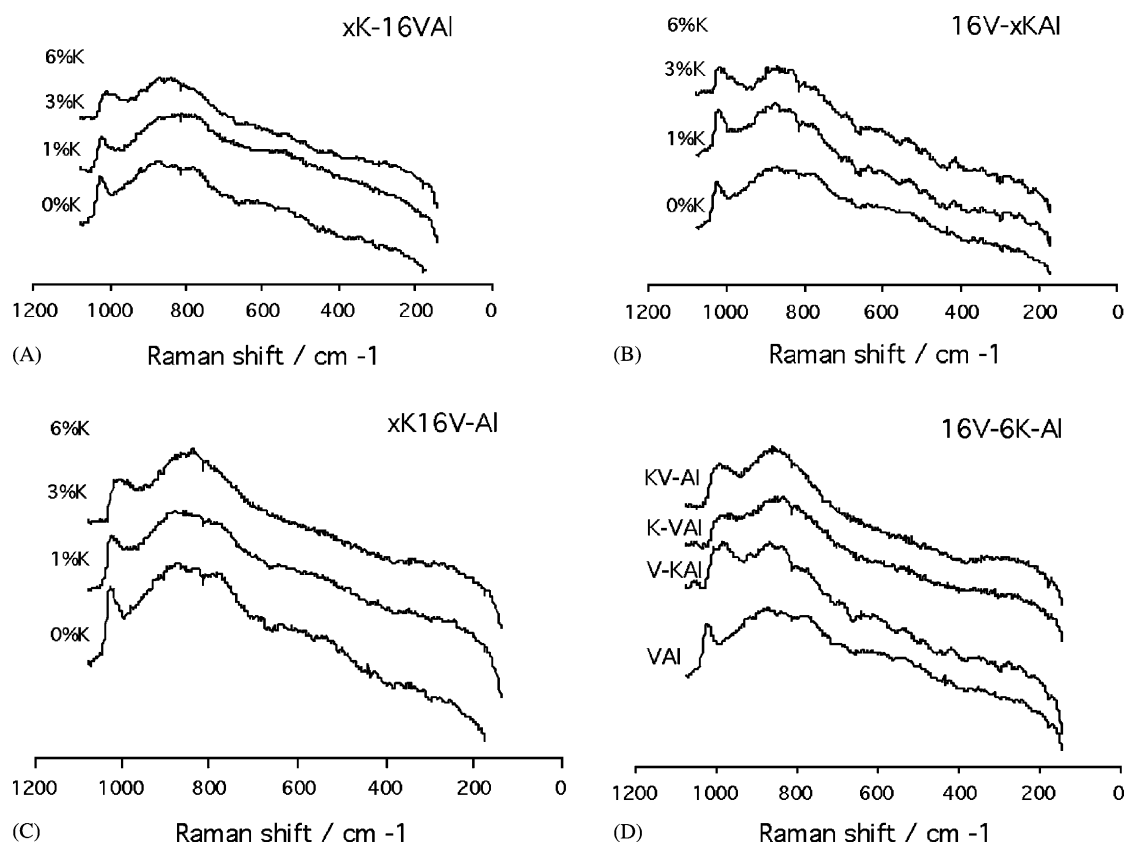 xK-16VAl
6%K
3%K
1%K
0%K
1200 1000 800 600 400 200 0
(A) Raman shift / cm -1
16V-xKAl
6%K
3%K
1%K
0%K
1200 1000 800 600 400 200 0
(B) Raman shift / cm -1
xK16V-Al
6%K
3%K
1%K
0%K
1200 1000 800 600 400 200 0
(C) Raman shift / cm -1
16V-6K-Al
KV-Al
K-VAl
V-KAl
VAl
1200 1000 800 600 400 200 0
(D) Raman shift / cm -1